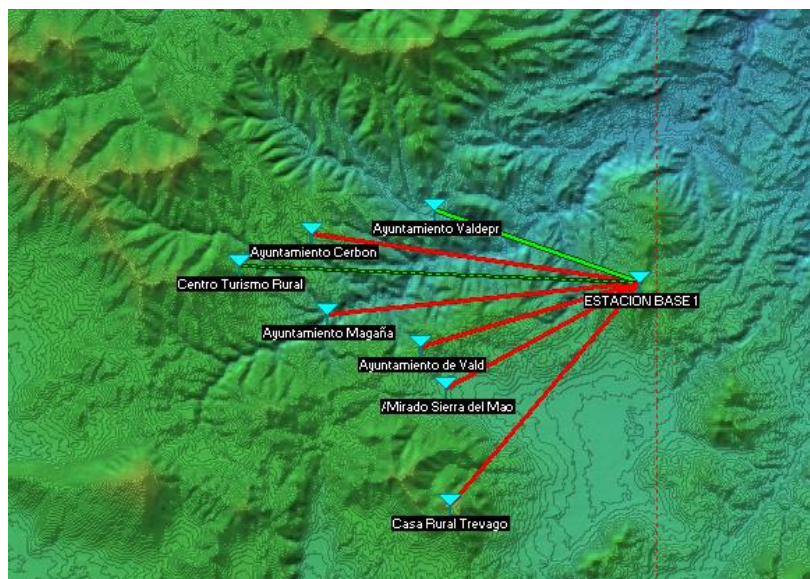 Ayuntamiento Valdepr
Ayuntamiento Cerbon
Centro Turismo Rural
ESTACION BASE 1
Ayuntamiento Magaña
Ayuntamiento de Vald
/Mirado Sierra del Mao
Casa Rural Trevago